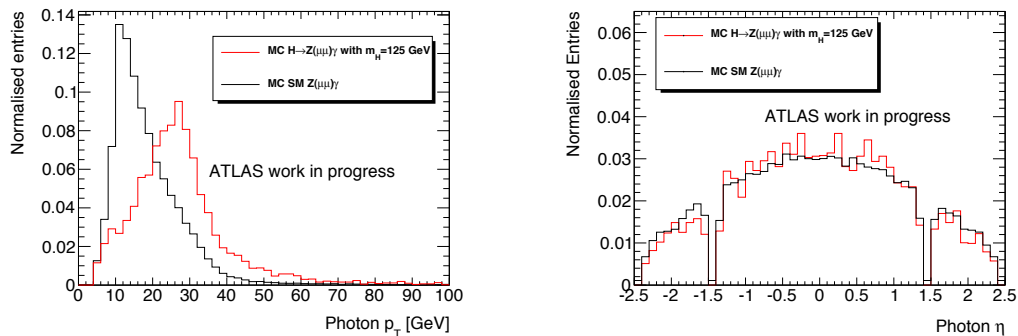 Normalised Entries
0.14
0.12
0.1
0.08
0.06
0.04
0.02
0
MC H→Z(μμ)γ with m_H=125 GeV
MC SM Z(μμ)γ
ATLAS work in progress
0 10 20 30 40 50 60 70 80 90 100
Photon p_T [GeV]
Normalised Entries
0.06
0.05
0.04
0.03
0.02
0.01
0
MC H→Z(μμ)γ with m_H=125 GeV
MC SM Z(μμ)γ
ATLAS work in progress
-2.5 -2 -1.5 -1 -0.5 0 0.5 1 1.5 2 2.5
Photon η